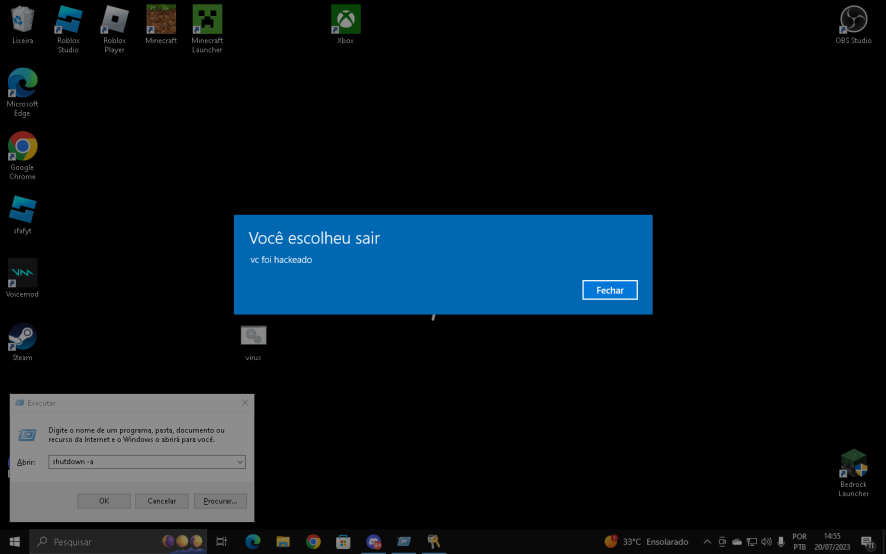 Lixeira
Roblox
Studio
Roblox
Player
Minecraft
Minecraft
Launcher
Xbox
OBS Studio
Microsoft
Edge
Google
Chrome
sfafyt
Voicemod
Steam
Você escolheu sair
vc foi hackeado
Fechar
virus
Executar
Digite o nome de um programa, pasta, documento ou
recurso da Internet e o Windows o abrirá para você.
Abrir:
shutdown -a
OK
Cancelar
Procurar...
Bedrock
Launcher
Pesquisar
33°C Ensolarado
POR
PTB
14:55
20/07/2023